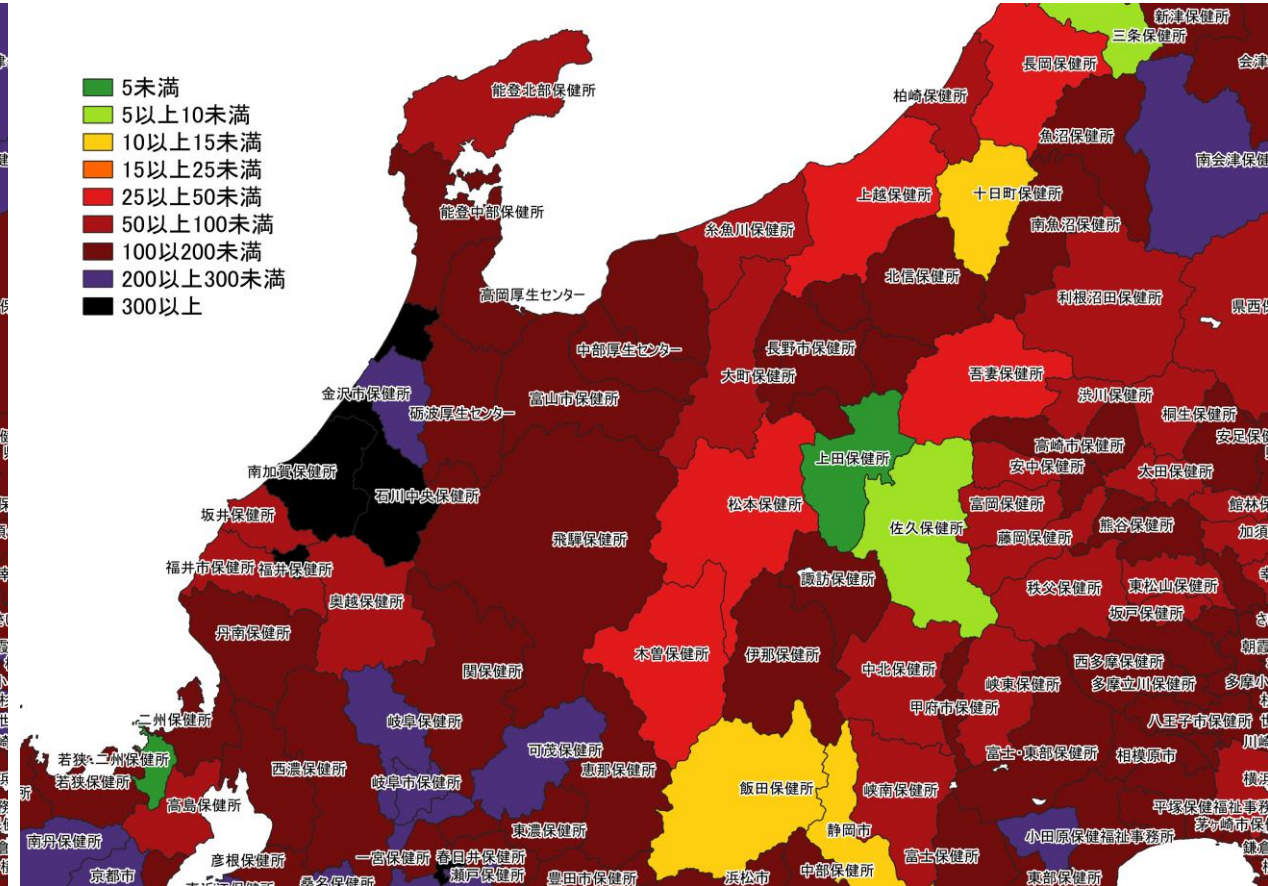 5未満
5以上10未満
10以上15未満
15以上25未満
25以上50未満
50以上100未満
100以200未満
200以上300未満
300以上
新津保健所
三条保健所
長岡保健所
柏崎保健所
能登北部保健所
魚沼保健所
南会津保健
十日町保健所
上越保健所
能登中部保健所
南魚沼保健所
糸魚川保健所
北信保健所
高岡厚生センター
利根沼田保健所
中部厚生センター
長野市保健所
大町保健所
吾妻保健所
金沢市保健所
富山市保健所
渋川保健所
砺波厚生センター
桐生保健所
高崎市保健所
安足保健
上田保健所
安中保健所
太田保健所
南加賀保健所
石川中央保健所
松本保健所
富岡保健所
館林保
坂井保健所
佐久保健所
熊谷保健所
加須
飛騨保健所
藤岡保健所
福井市保健所
福井保健所
諏訪保健所
秩父保健所
東松山保健所
奥越保健所
坂戸保健所
丹南保健所
木曽保健所
伊那保健所
西多摩保健所
関保健所
中北保健所
峡東保健所
多摩立川保健所
多摩小
甲府市保健所
二州保健所
岐阜保健所
八王子市保健所
可茂保健所
富士・東部保健所
相模原市
若狭・二州保健所
若狭保健所
西濃保健所
恵那保健所
岐阜市保健所
飯田保健所
峡南保健所
高島保健所
平塚保健福祉事務
静岡市
茅ヶ崎市保
東濃保健所
小田原保健福祉事務所
南丹保健所
彦根保健所
一宮保健所
春日井保健所
富士保健所
京都市
瀬戸保健所
豊田市保健所
浜松市
中部保健所
東部保健所
桑名保健所